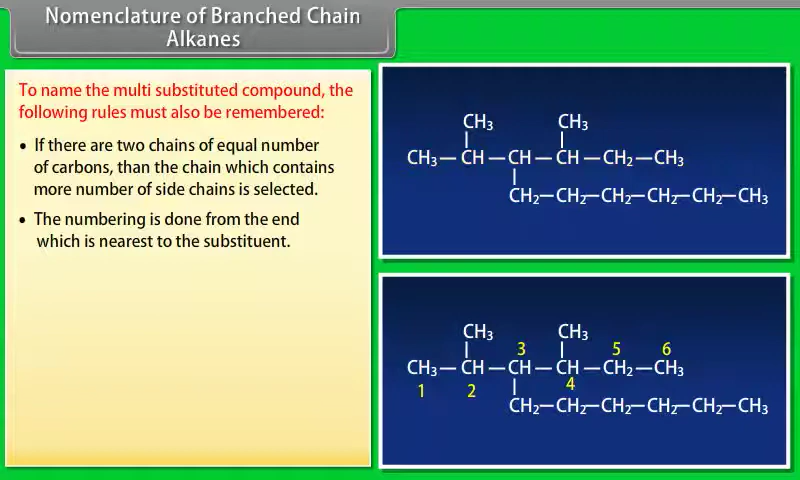 Nomenclature of Branched Chain
Alkanes
To name the multi substituted compound, the
following rules must also be remembered:
• If there are two chains of equal number
of carbons, than the chain which contains
more number of side chains is selected.
• The numbering is done from the end
which is nearest to the substituent.
CH₃ CH₃
CH₃ — CH — CH — CH — CH₂ — CH₃
CH₂—CH₂—CH₂—CH₂—CH₂—CH₃
CH₃ CH₃
3 5 6
CH₃ — CH — CH — CH — CH₂ — CH₃
1 2 4
CH₂—CH₂—CH₂—CH₂—CH₂—CH₃